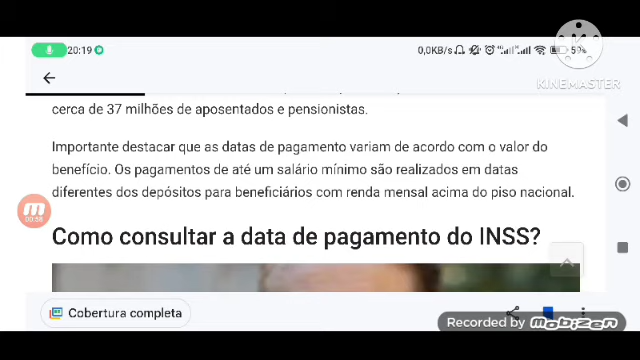 20:19
0,0KB/s
59%
KINEMASTER
cerca de 37 milhões de aposentados e pensionistas.
Importante destacar que as datas de pagamento variam de acordo com o valor do
benefício. Os pagamentos de até um salário mínimo são realizados em datas
diferentes dos depósitos para beneficiários com renda mensal acima do piso nacional.
00:58
Como consultar a data de pagamento do INSS?
Cobertura completa
Recorded by mobizen